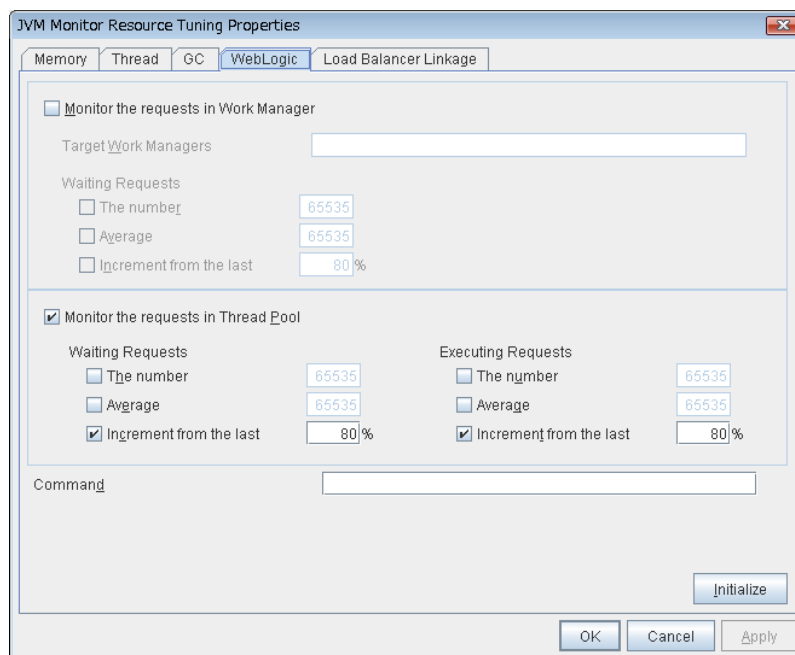 JVM Monitor Resource Tuning Properties
Memory Thread GC WebLogic Load Balancer Linkage
Monitor the requests in Work Manager
Target Work Managers
Waiting Requests
The number 65535
Average 65535
Increment from the last 80 %
Monitor the requests in Thread Pool
Waiting Requests Executing Requests
The number 65535 The number 65535
Average 65535 Average 65535
Increment from the last 80 % Increment from the last 80 %
Command
Initialize
OK Cancel Apply